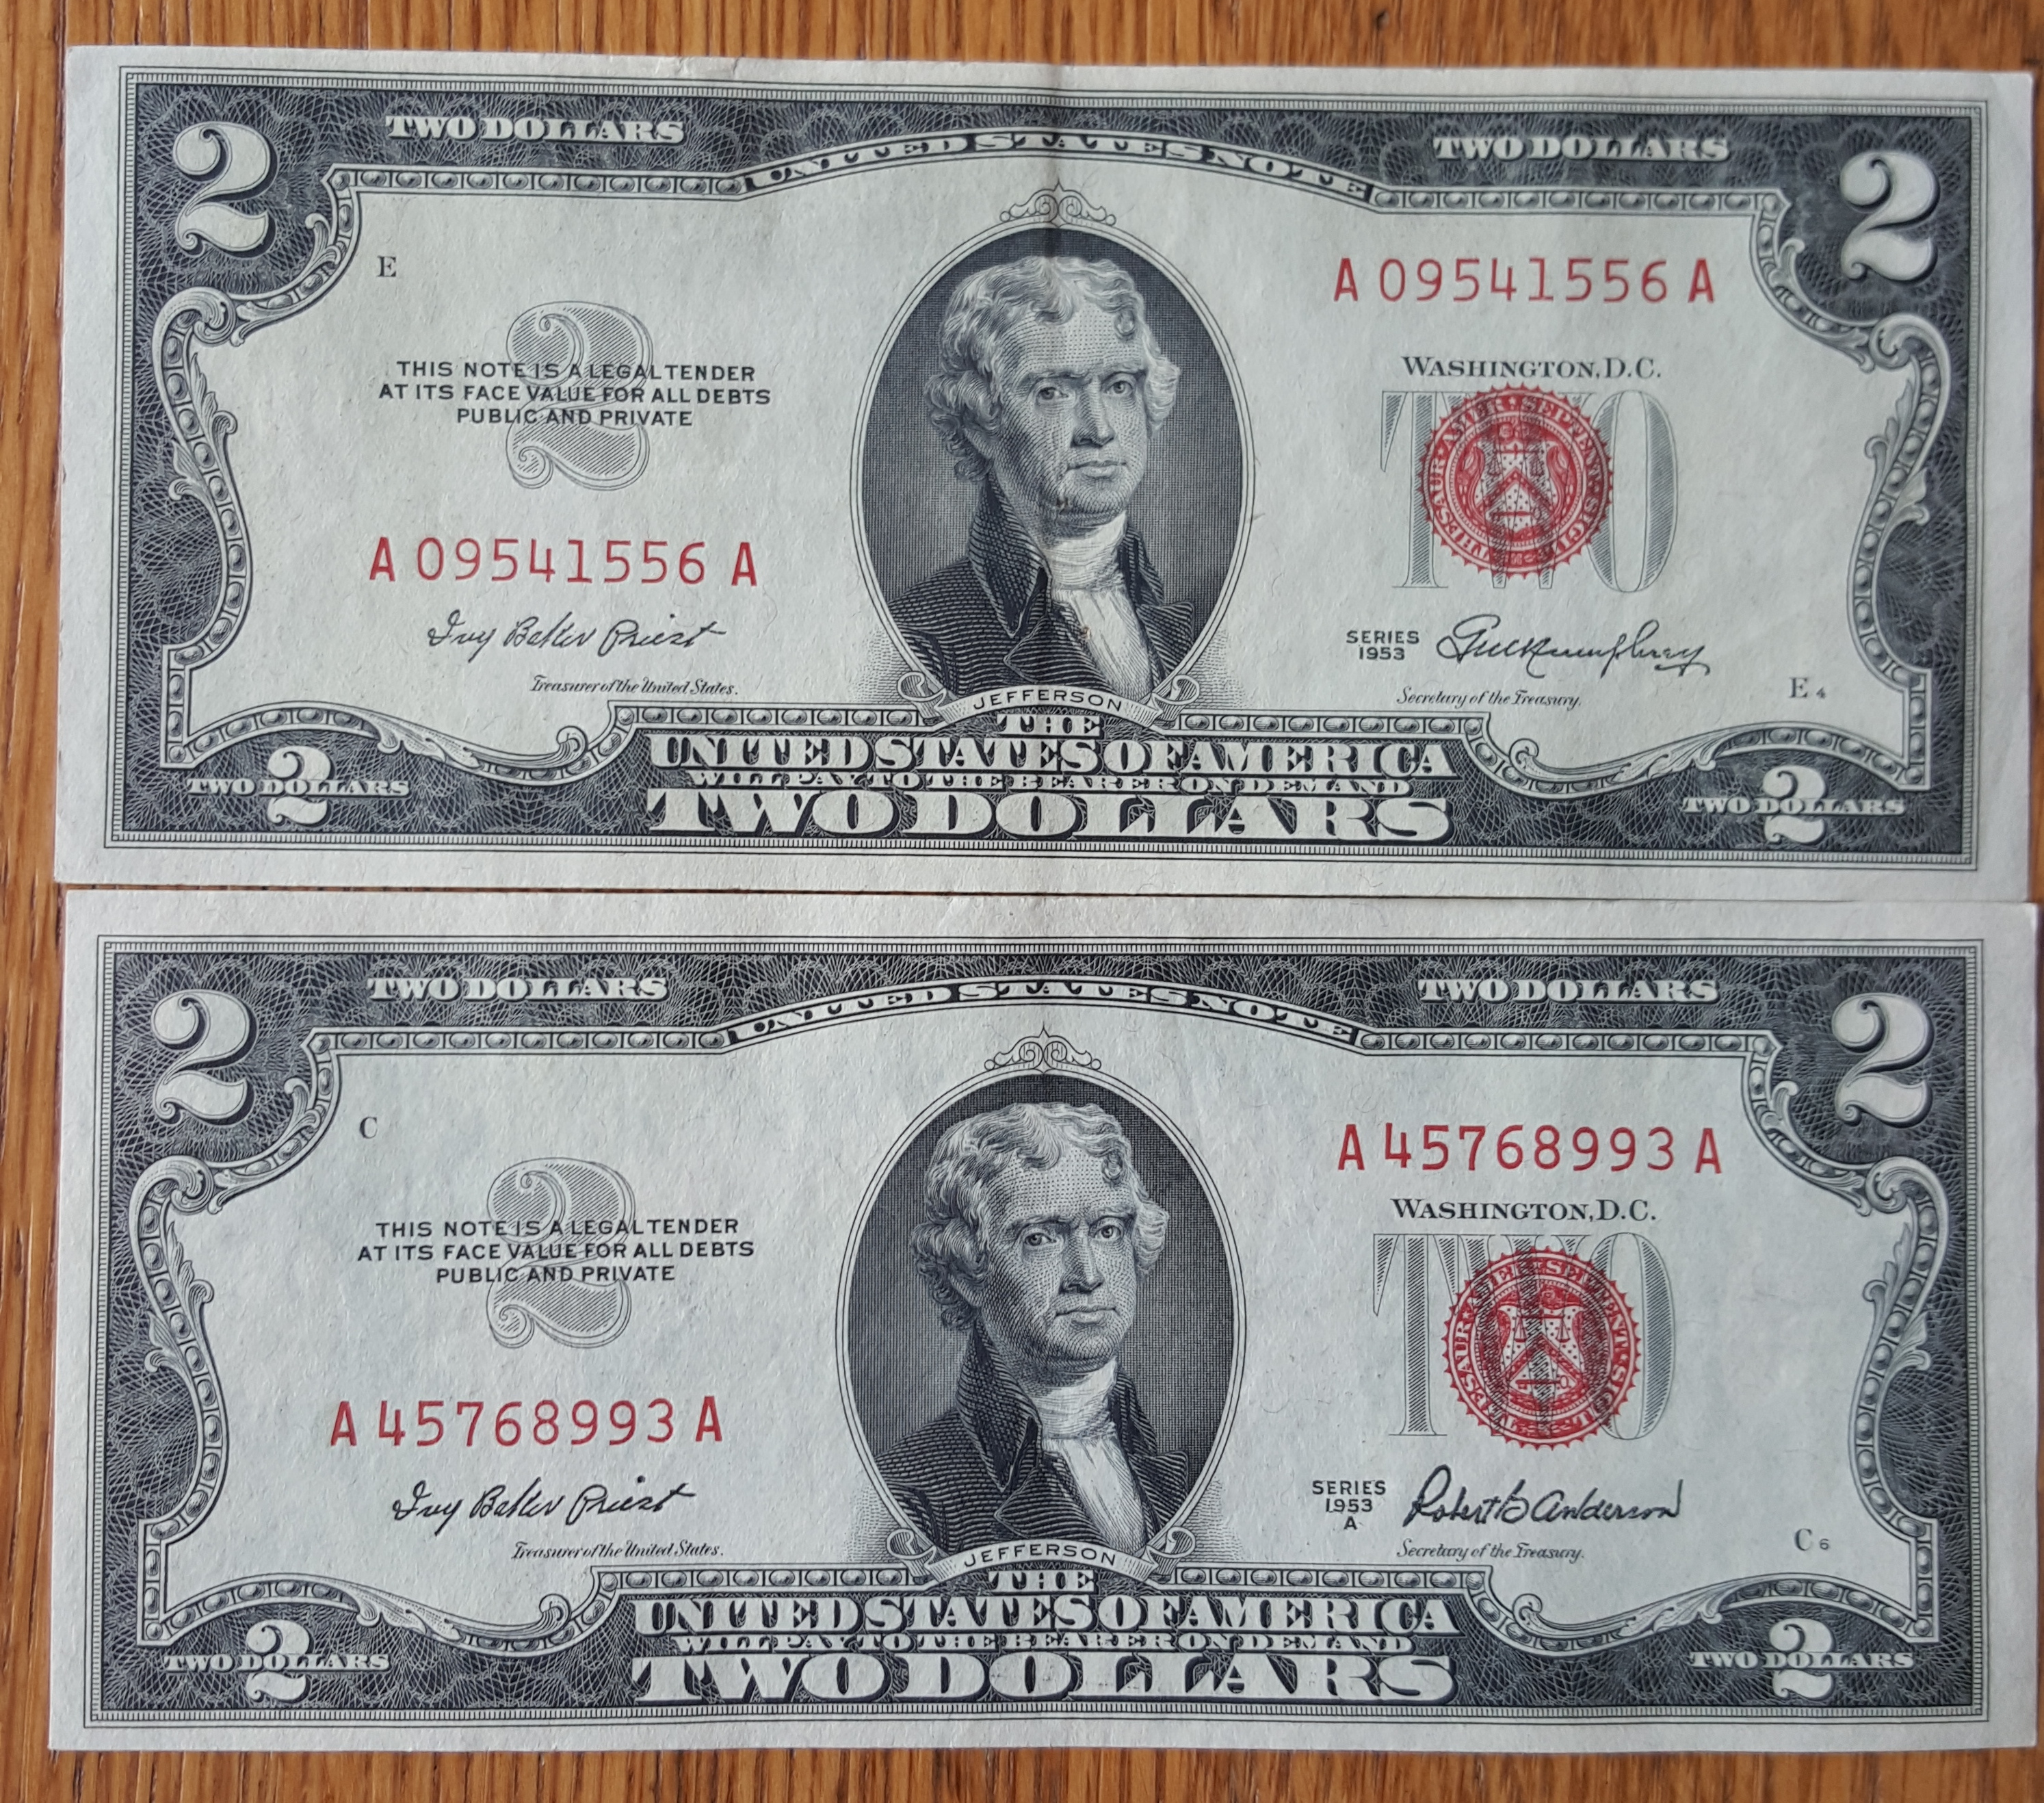 TWO DOLLARS
TWO DOLLARS
2
UNITED STATES NOTE
2
E
A 09541556 A
2
THIS NOTE IS A LEGAL TENDER
AT ITS FACE VALUE FOR ALL DEBTS
PUBLIC AND PRIVATE
WASHINGTON, D.C.
TWO
A 09541556 A
Ivy Baker Priest
Treasurer of the United States.
SERIES
1953
G.M. Humphrey
Secretary of the Treasury.
E 4
JEFFERSON
THE
UNITED STATES OF AMERICA
WILL PAY TO THE BEARER ON DEMAND
TWO DOLLARS
TWO DOLLARS
2
TWO DOLLARS
2
TWO DOLLARS
TWO DOLLARS
2
UNITED STATES NOTE
2
C
A 45768993 A
2
THIS NOTE IS A LEGAL TENDER
AT ITS FACE VALUE FOR ALL DEBTS
PUBLIC AND PRIVATE
WASHINGTON, D.C.
TWO
A 45768993 A
Ivy Baker Priest
Treasurer of the United States.
SERIES
1953
A
Robert B Anderson
Secretary of the Treasury.
C 6
JEFFERSON
THE
UNITED STATES OF AMERICA
WILL PAY TO THE BEARER ON DEMAND
TWO DOLLARS
TWO DOLLARS
2
TWO DOLLARS
2